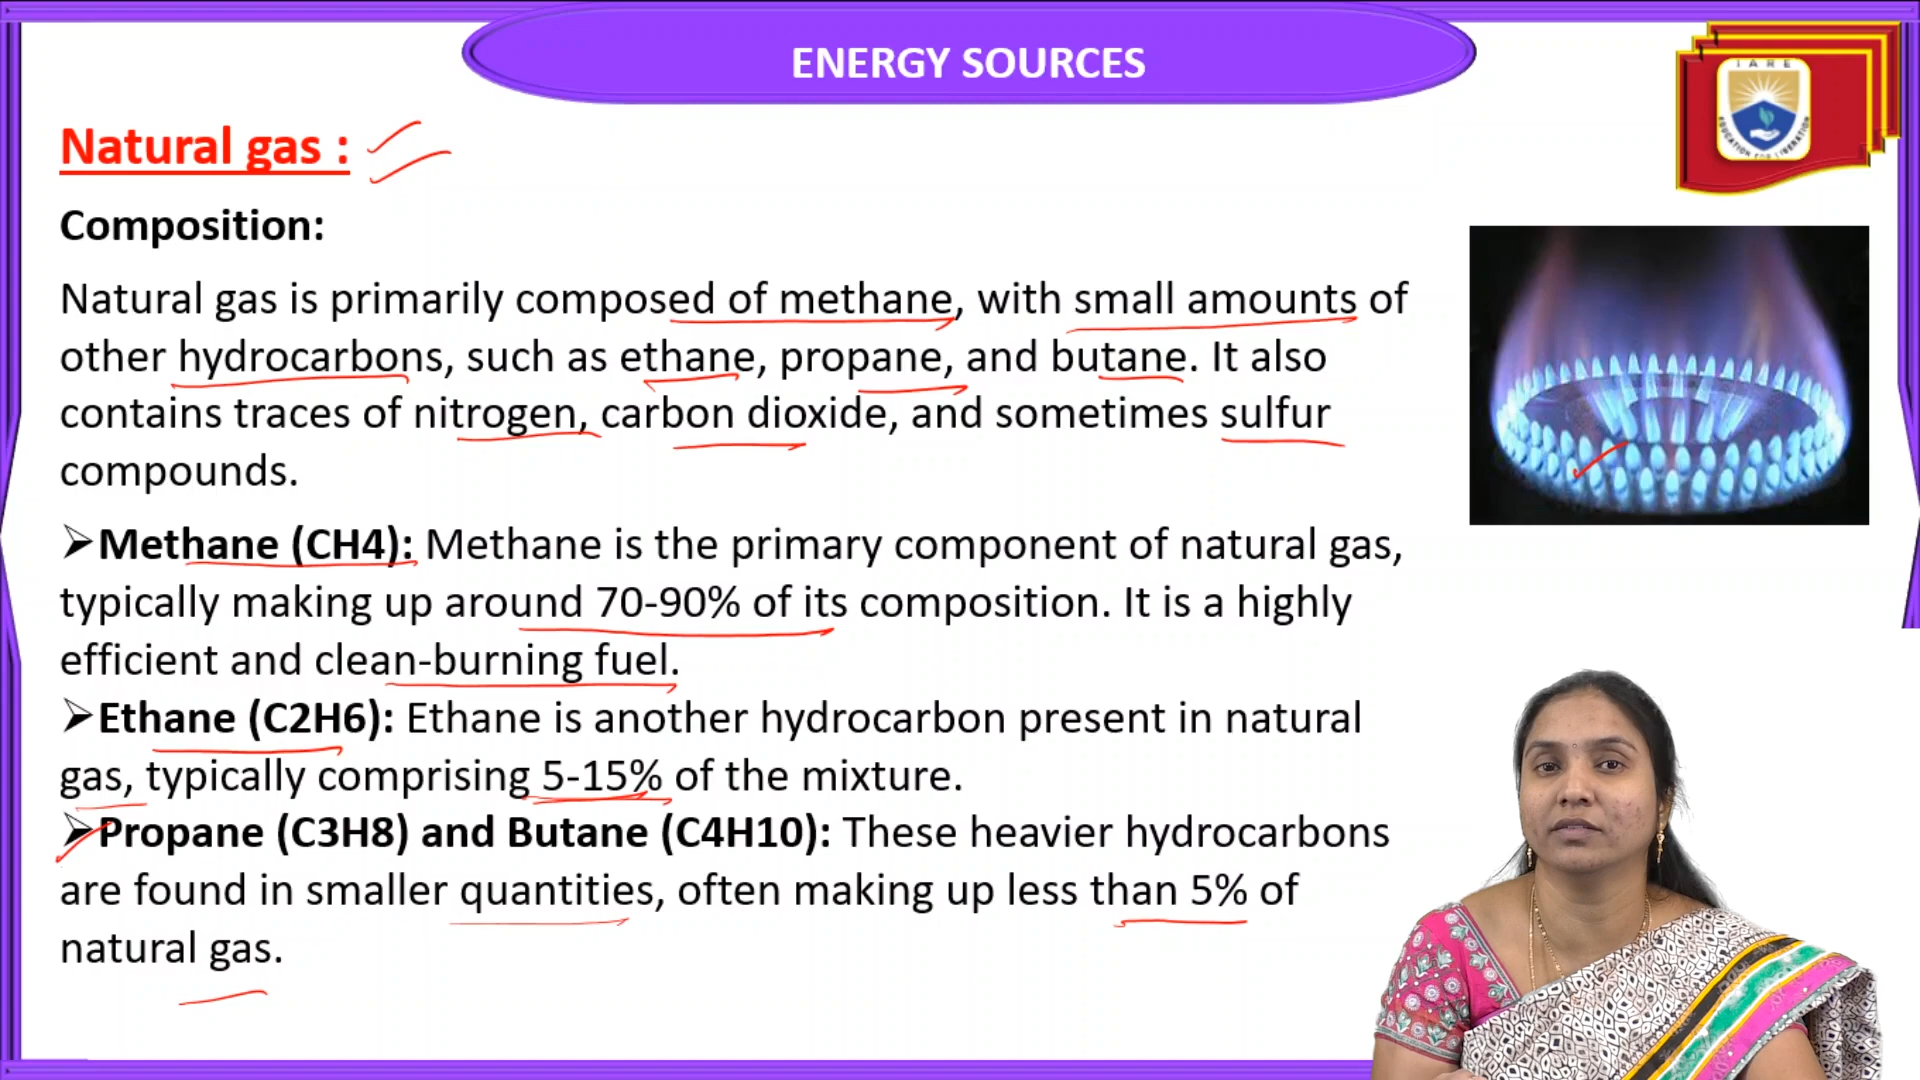 ENERGY SOURCES
IARE
EDUCATION FOR LIBERATION
Natural gas :
Composition:
Natural gas is primarily composed of methane, with small amounts of
other hydrocarbons, such as ethane, propane, and butane. It also
contains traces of nitrogen, carbon dioxide, and sometimes sulfur
compounds.
➢Methane (CH4): Methane is the primary component of natural gas,
typically making up around 70-90% of its composition. It is a highly
efficient and clean-burning fuel.
➢Ethane (C2H6): Ethane is another hydrocarbon present in natural
gas, typically comprising 5-15% of the mixture.
➢Propane (C3H8) and Butane (C4H10): These heavier hydrocarbons
are found in smaller quantities, often making up less than 5% of
natural gas.